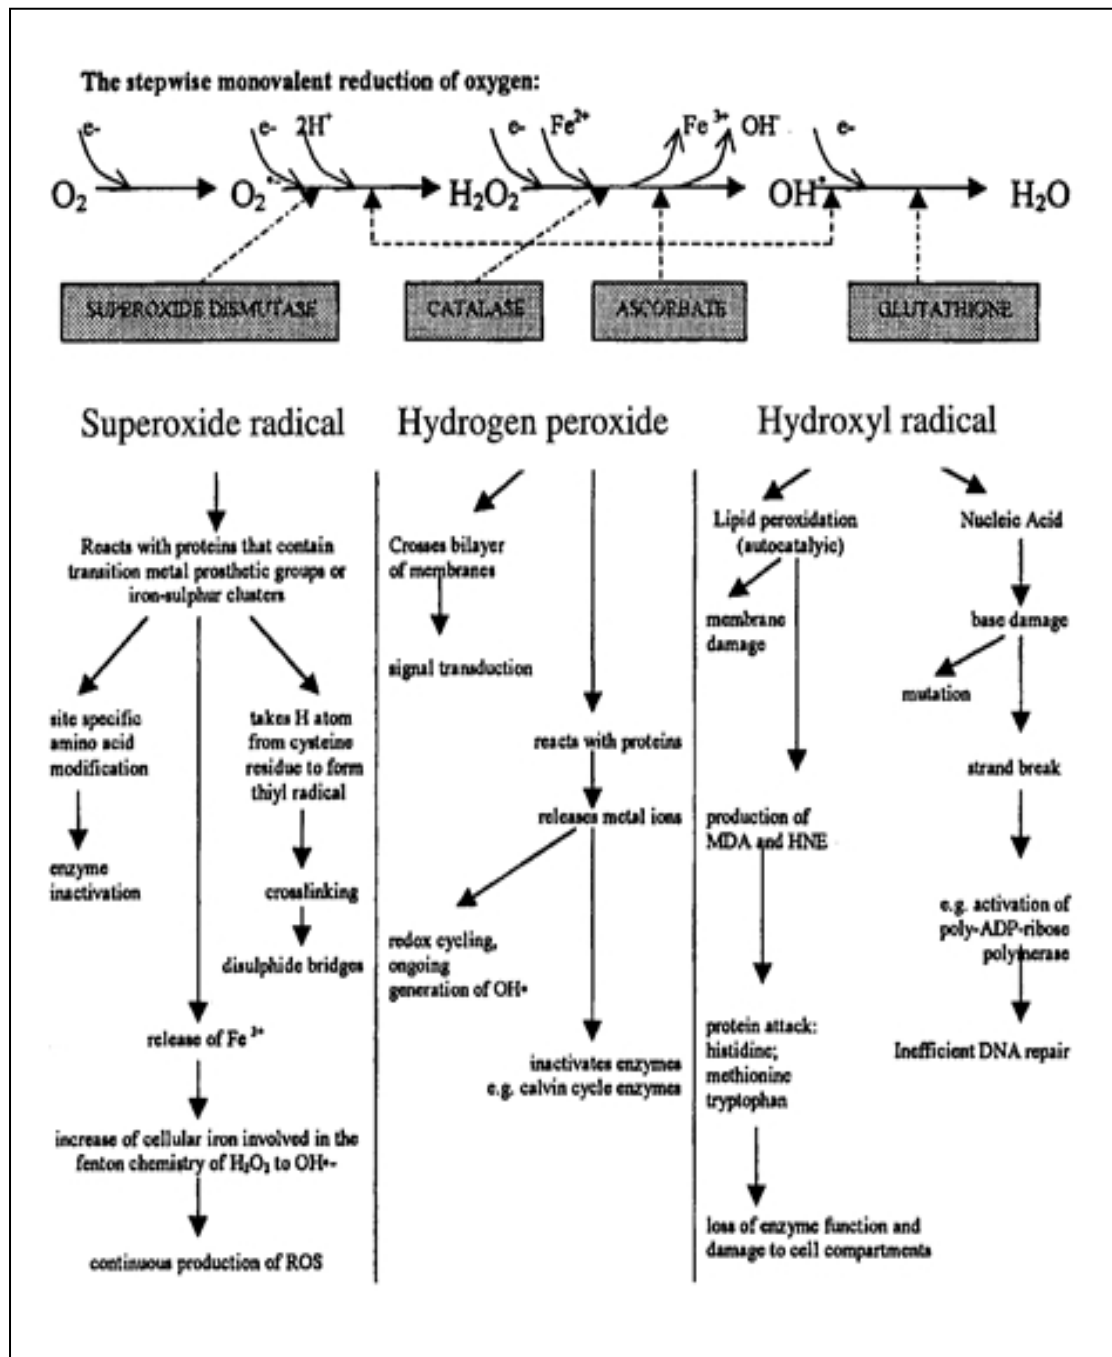 The stepwise monovalent reduction of oxygen:
e- e- 2H⁺ e- Fe²⁺ Fe ³⁺ OH⁻ e-
O₂ O₂•- H₂O₂ OH• H₂O
SUPEROXIDE DISMUTASE CATALASE ASCORBATE GLUTATHIONE
Superoxide radical
Reacts with proteins that contain
transition metal prosthetic groups or
iron-sulphur clusters
site specific
amino acid
modification
enzyme
inactivation
takes H atom
from cysteine
residue to form
thiyl radical
crosslinking
disulphide bridges
release of Fe
increase of cellular iron involved in the
fenton chemistry of H₂O₂ to OH•-
continuous production of ROS
Hydrogen peroxide
Crosses bilayer
of membranes
signal transduction
reacts with proteins
releases metal ions
redox cycling,
ongoing
generation of OH•
inactivates enzymes
e.g. calvin cycle enzymes
Hydroxyl radical
Lipid peroxidation
(autocatalyic)
membrane
damage
production of
MDA and HNE
protein attack:
histidine;
methionine
tryptophan
loss of enzyme function and
damage to cell compartments
Nucleic Acid
base damage
mutation
strand break
e.g. activation of
poly-ADP-ribose
polymerase
Inefficient DNA repair